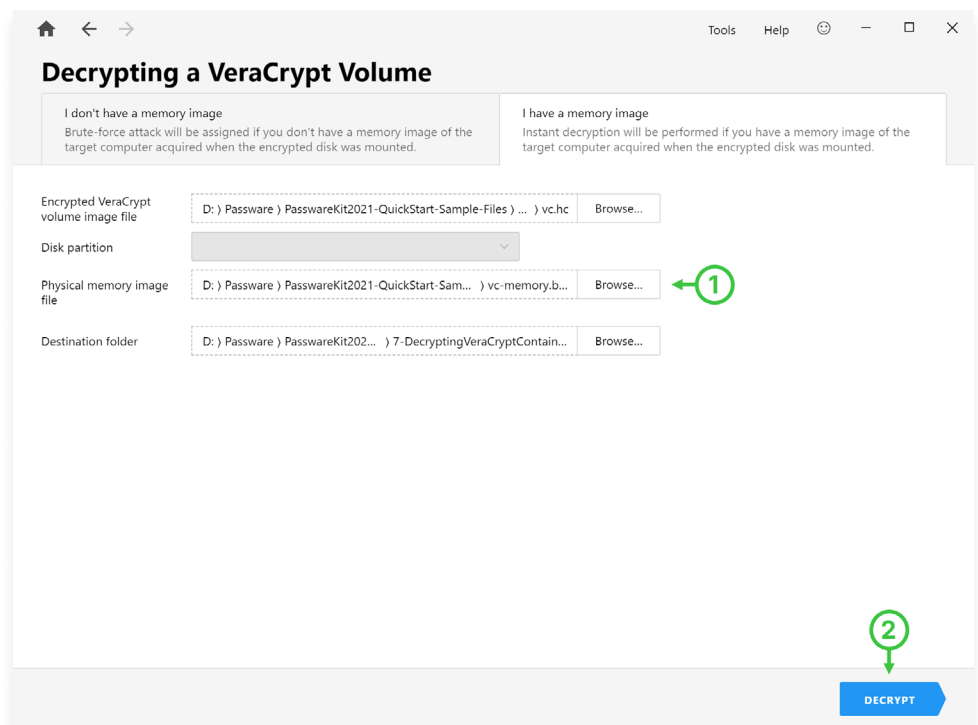 Tools Help
Decrypting a VeraCrypt Volume
I don't have a memory image
Brute-force attack will be assigned if you don't have a memory image of the
target computer acquired when the encrypted disk was mounted.
I have a memory image
Instant decryption will be performed if you have a memory image of the
target computer acquired when the encrypted disk was mounted.
Encrypted VeraCrypt
volume image file
D: ⟩ Passware ⟩ PasswareKit2021-QuickStart-Sample-Files ⟩ ... ⟩ vc.hc
Browse...
Disk partition
Physical memory image
file
D: ⟩ Passware ⟩ PasswareKit2021-QuickStart-Sam... ⟩ vc-memory.b...
Browse...
1
Destination folder
D: ⟩ Passware ⟩ PasswareKit202... ⟩ 7-DecryptingVeraCryptContain...
Browse...
2
DECRYPT